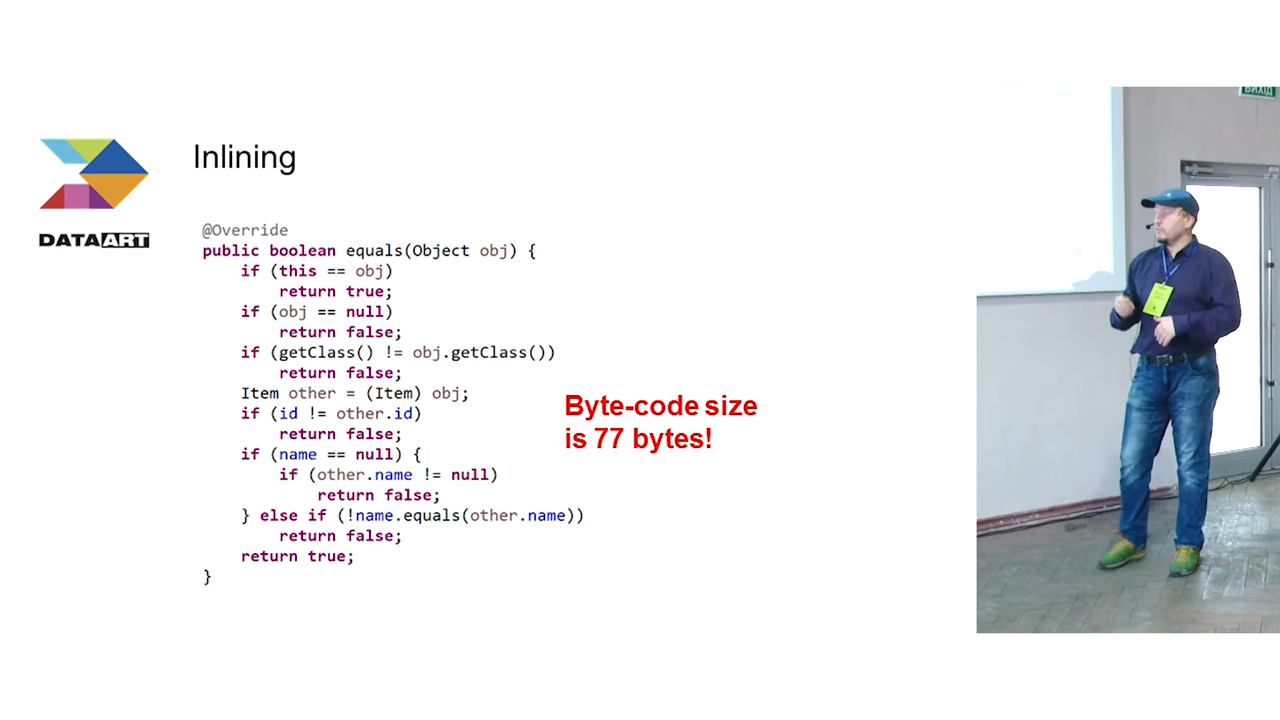 DATAART
Inlining
@Override
public boolean equals(Object obj) {
if (this == obj)
return true;
if (obj == null)
return false;
if (getClass() != obj.getClass())
return false;
Item other = (Item) obj;
if (id != other.id)
return false;
if (name == null) {
if (other.name != null)
return false;
} else if (!name.equals(other.name))
return false;
return true;
}
Byte-code size
is 77 bytes!
ВИХІД